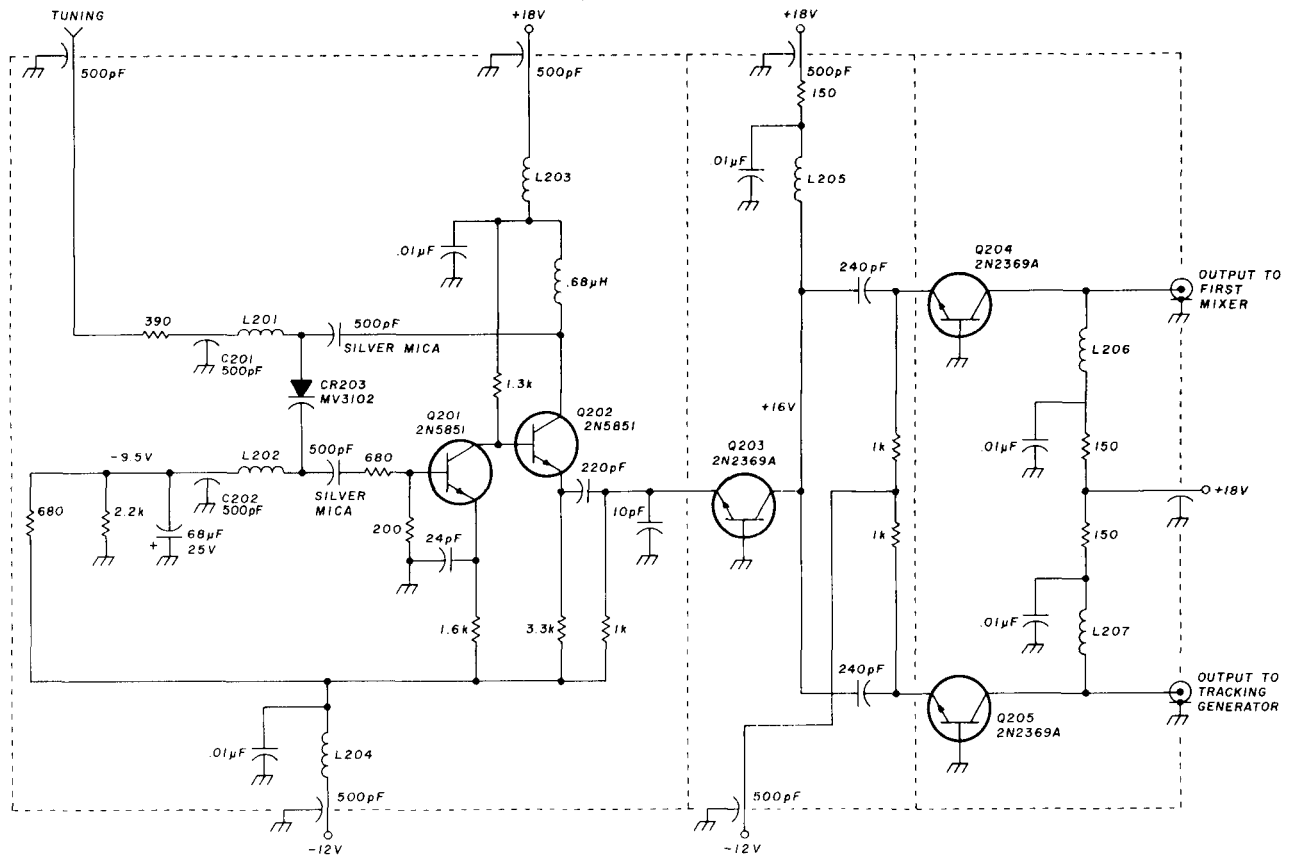 TUNING
+18V
+18V
500pF
500pF
500pF
150
.01µF
L203
L205
.01µF
.68µH
240pF
Q204
2N2369A
OUTPUT TO
FIRST
MIXER
390
L201
500pF
SILVER MICA
C201
500pF
L206
CR203
MV3102
1.3k
+16V
Q201
2N5851
Q202
2N5851
1k
.01µF
150
-9.5V
L202
500pF
680
220pF
Q203
2N2369A
+18V
C202
500pF
SILVER
MICA
680
2.2k
68µF
+
25V
200
24pF
10pF
1k
150
.01µF
1.6k
3.3k
1k
L207
240pF
OUTPUT TO
TRACKING
GENERATOR
Q205
2N2369A
.01µF
L204
500pF
500pF
-12V
-12V